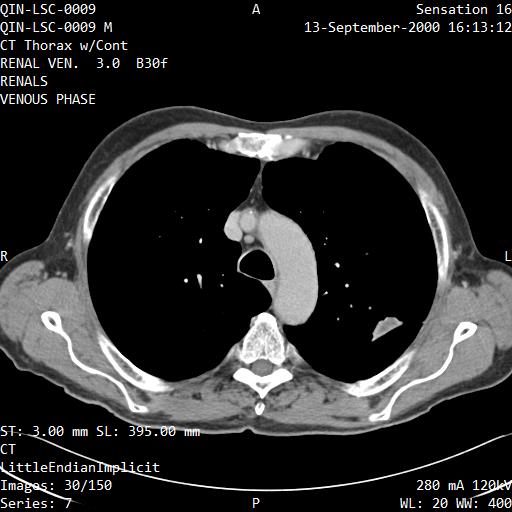 QIN-LSC-0009
A
Sensation 16
QIN-LSC-0009 M
13-September-2000 16:13:12
CT Thorax w/Cont
RENAL VEN. 3.0 B30f
RENALS
VENOUS PHASE
R
L
ST: 3.00 mm SL: 395.00 mm
CT
LittleEndianImplicit
Images: 30/150
280 mA 120kV
Series: 7
P
WL: 20 WW: 400